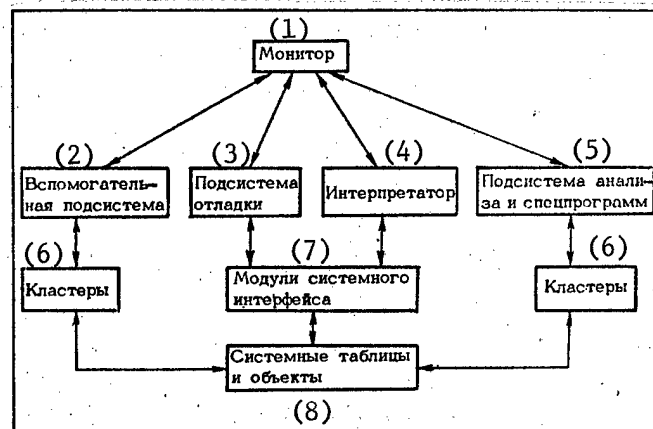 (1)
Монитор
(2)
Вспомогатель-
ная подсистема
(3)
Подсистема
отладки
(4)
Интерпретатор
(5)
Подсистема анали-
за и спецпрограмм
(6)
Кластеры
(7)
Модули системного
интерфейса
(6)
Кластеры
Системные таблицы
и объекты
(8)